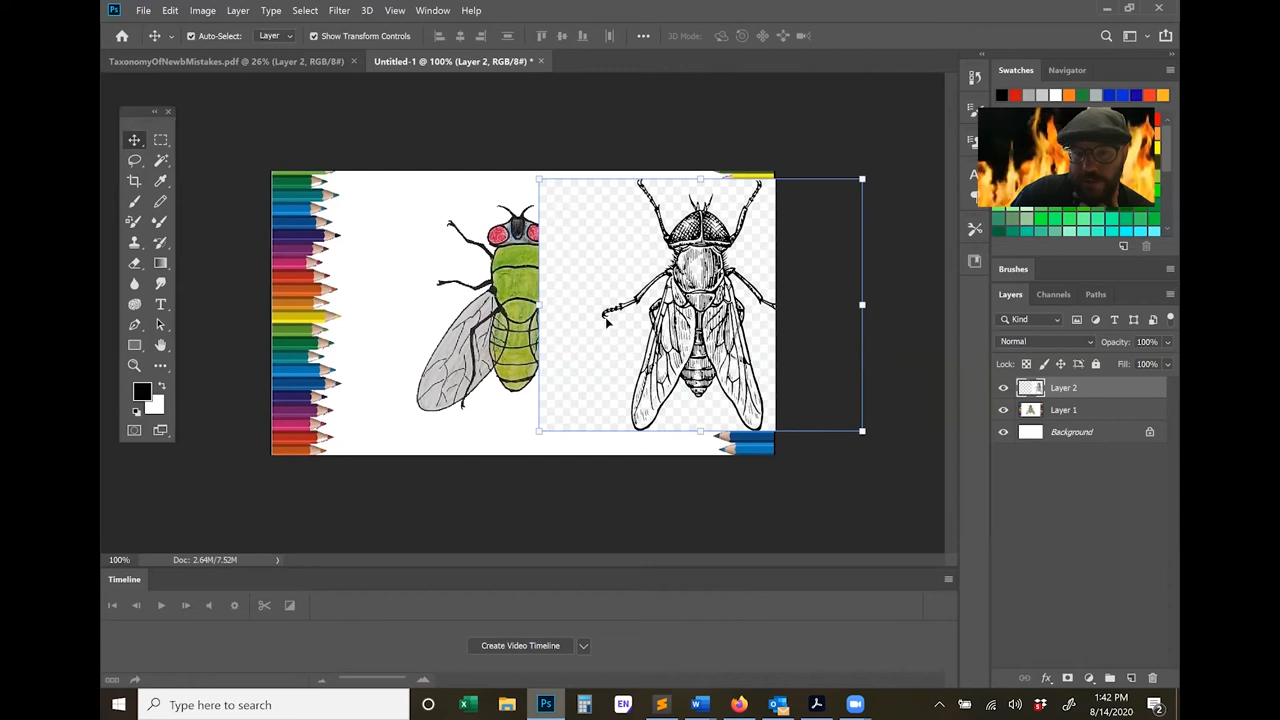 Ps File Edit Image Layer Type Select Filter 3D View Window Help
Auto-Select: Layer Show Transform Controls 3D Mode:
TaxonomyOfNewbMistakes.pdf @ 26% (Layer 2, RGB/8#) × Untitled-1 @ 100% (Layer 2, RGB/8#) * ×
Swatches Navigator
Brushes
Layers Channels Paths
Kind
Normal Opacity: 100%
Lock: Fill: 100%
Layer 2
Layer 1
Background
100% Doc: 2.64M/7.52M
Timeline
Create Video Timeline
Type here to search
EN
1:42 PM
8/14/2020
2